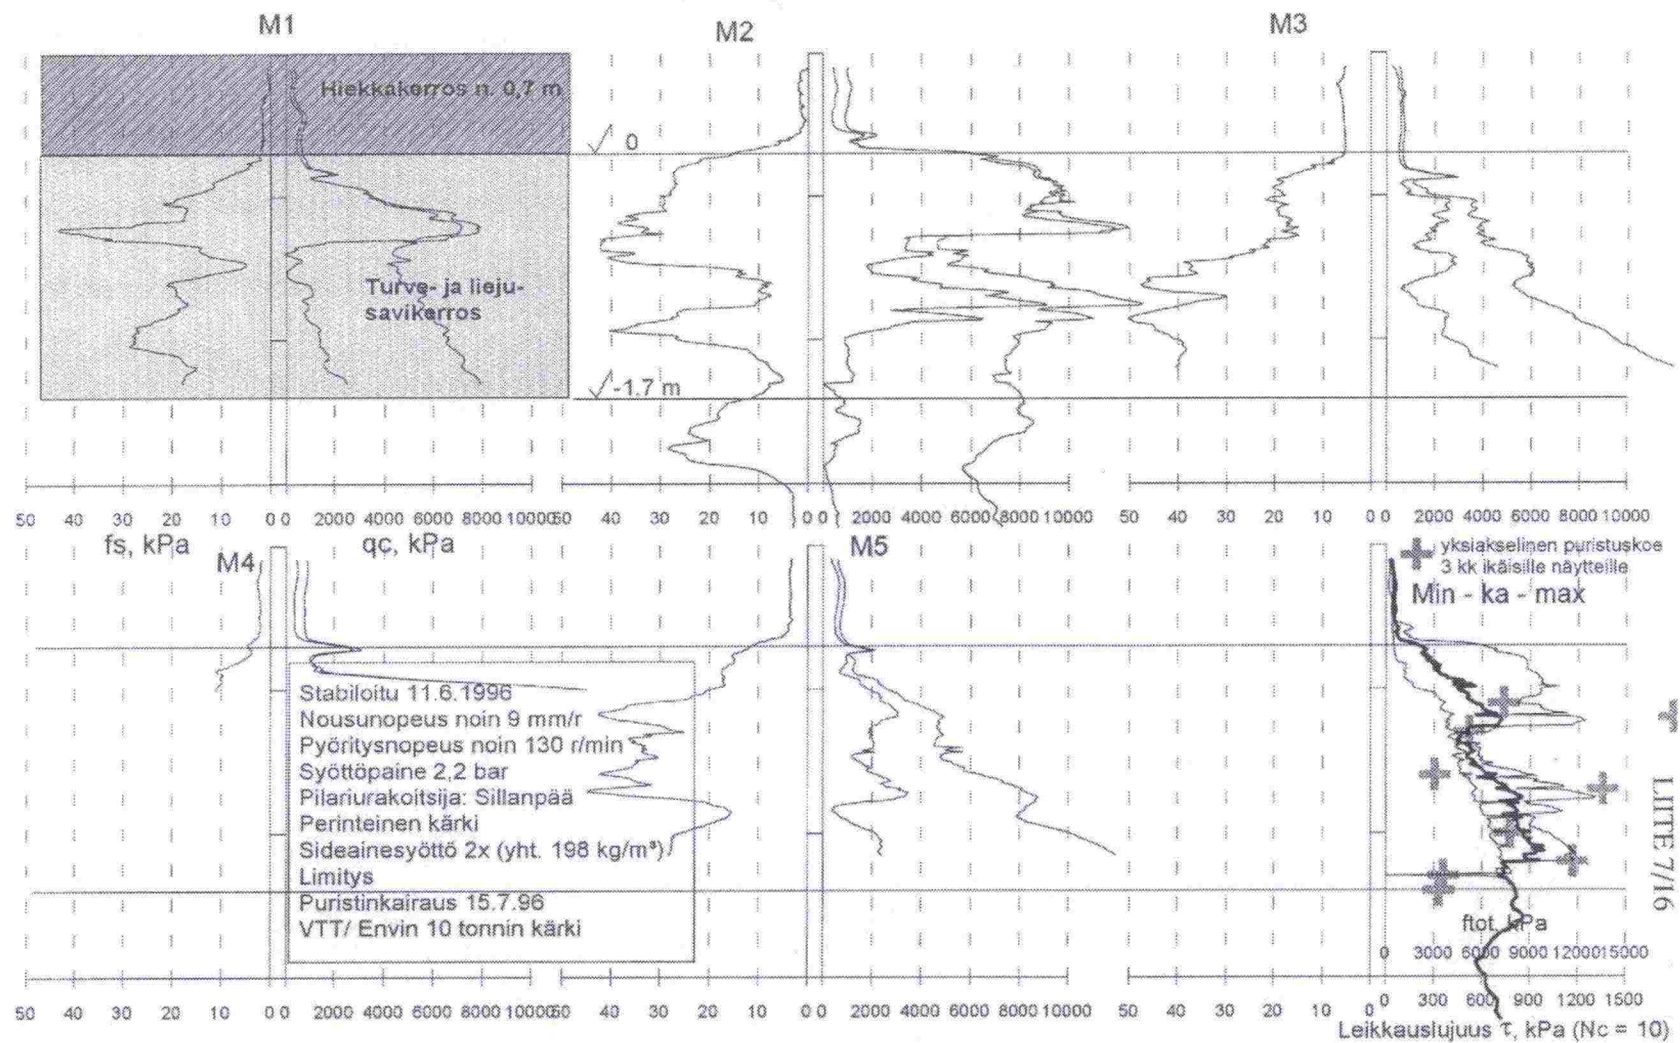 M1
M2
M3
Hiekkakerros n. 0,7 m
0
Turve- ja lieju-
savikerros
-1.7 m
50 40 30 20 10 0 0 2000 4000 6000 8000 10000 50 40 30 20 10 0 0 2000 4000 6000 8000 10000 50 40 30 20 10 0 0 2000 4000 6000 8000 10000
fs, kPa
qc, kPa
M4
M5
yksiakselinen puristuskoe
3 kk ikäisille näytteille
Min - ka - max
Stabiloitu 11.6.1996
Nousunopeus noin 9 mm/r
Pyöritysnopeus noin 130 r/min
Syöttöpaine 2,2 bar
Pilariurakoitsija: Sillanpää
Perinteinen kärki
Sideainesyöttö 2x (yht. 198 kg/m³)
Limitys
Puristinkairaus 15.7.96
VTT/ Envin 10 tonnin kärki
ftot, kPa
0 3000 6000 9000 12000 15000
50 40 30 20 10 0 0 2000 4000 6000 8000 10000 50 40 30 20 10 0 0 2000 4000 6000 8000 10000 50 40 30 20 10 0 300 600 900 1200 1500
Leikkauslujuus τ, kPa (Nc = 10)
LIITE 7/16